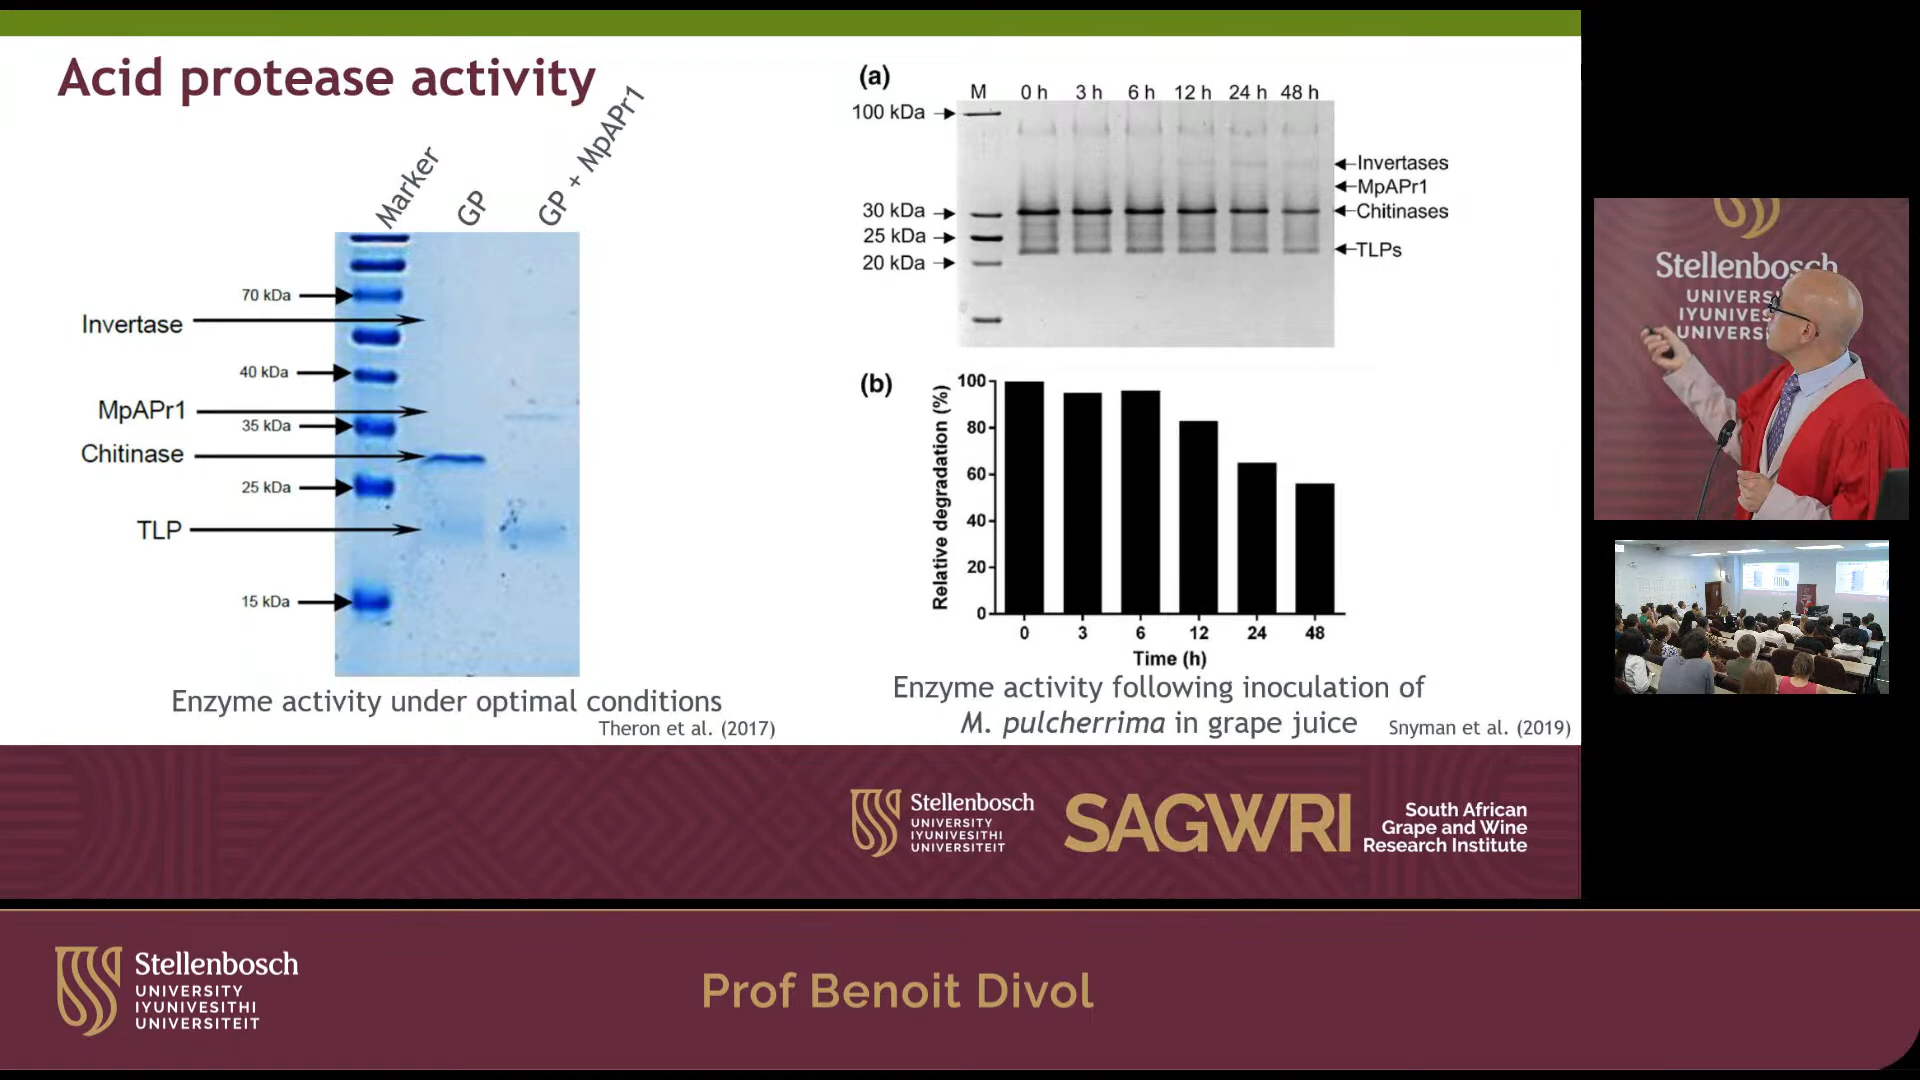 Acid protease activity
Marker
GP
GP + MpAPr1
70 kDa
Invertase
40 kDa
MpAPr1
35 kDa
Chitinase
25 kDa
TLP
15 kDa
Enzyme activity under optimal conditions
Theron et al. (2017)
(a)
M 0 h 3 h 6 h 12 h 24 h 48 h
100 kDa
Invertases
MpAPr1
30 kDa
Chitinases
25 kDa
TLPs
20 kDa
(b)
Relative degradation (%)
100
80
60
40
20
0
0 3 6 12 24 48
Time (h)
Enzyme activity following inoculation of
M. pulcherrima in grape juice
Snyman et al. (2019)
Stellenbosch
UNIVERSITY
IYUNIVESITHI
UNIVERSITEIT
SAGWRI
South African
Grape and Wine
Research Institute
Stellenbosch
UNIVERSI
IYUNIVES
UNIVERSI
Stellenbosch
UNIVERSITY
IYUNIVESITHI
UNIVERSITEIT
Prof Benoit Divol